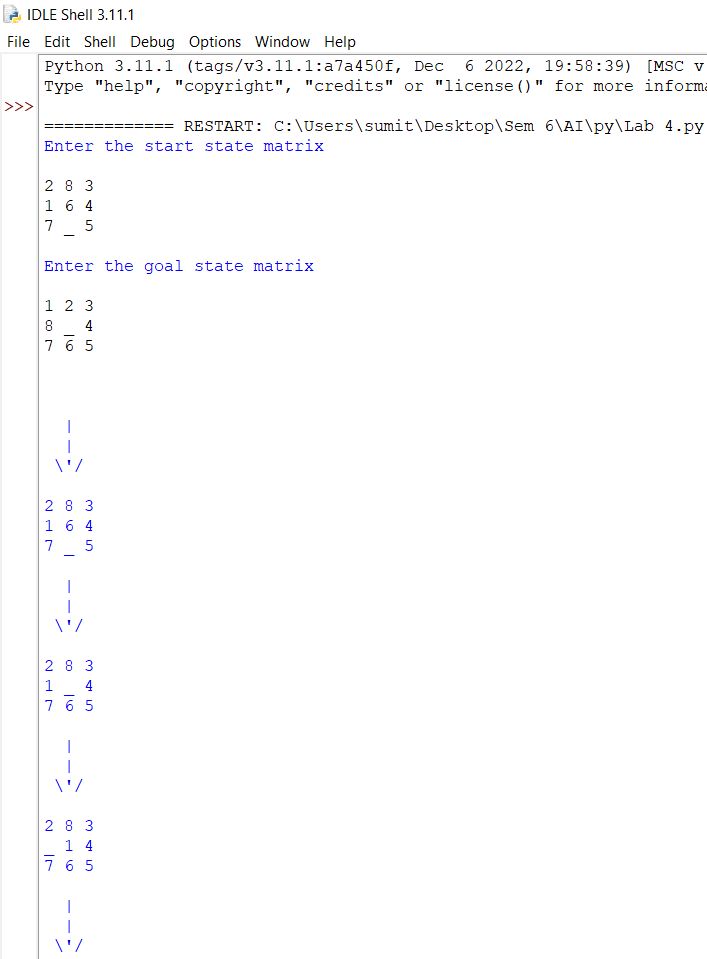 IDLE Shell 3.11.1
File Edit Shell Debug Options Window Help
Python 3.11.1 (tags/v3.11.1:a7a450f, Dec  6 2022, 19:58:39) [MSC v
Type "help", "copyright", "credits" or "license()" for more informa
>>>
============= RESTART: C:\Users\sumit\Desktop\Sem 6\AI\py\Lab 4.py
Enter the start state matrix
2 8 3
1 6 4
7 _ 5
Enter the goal state matrix
1 2 3
8 _ 4
7 6 5
|
|
\'/
2 8 3
1 6 4
7 _ 5
|
|
\'/
2 8 3
1 _ 4
7 6 5
|
|
\'/
2 8 3
_ 1 4
7 6 5
|
|
\'/